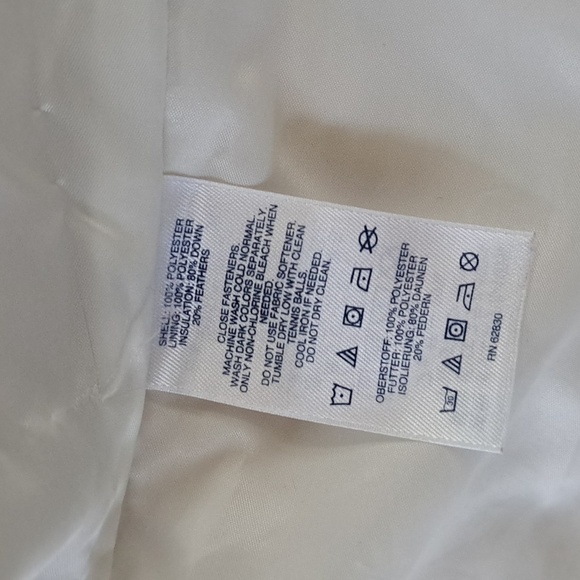 SHELL: 100% POLYESTER
LINING: 100% POLYESTER
INSULATION: 80% DOWN
20% FEATHERS
CLOSE FASTENERS.
MACHINE WASH COLD NORMAL.
WASH DARK COLORS SEPARATELY.
ONLY NON-CHLORINE BLEACH WHEN
NEEDED.
DO NOT USE FABRIC SOFTENER.
TUMBLE DRY LOW WITH CLEAN
TENNIS BALLS.
COOL IRON IF NEEDED.
DO NOT DRY CLEAN.
OBERSTOFF: 100% POLYESTER
FUTTER: 100% POLYESTER
ISOLIERUNG: 80% DAUNEN
20% FEDERN
30
RN 62830